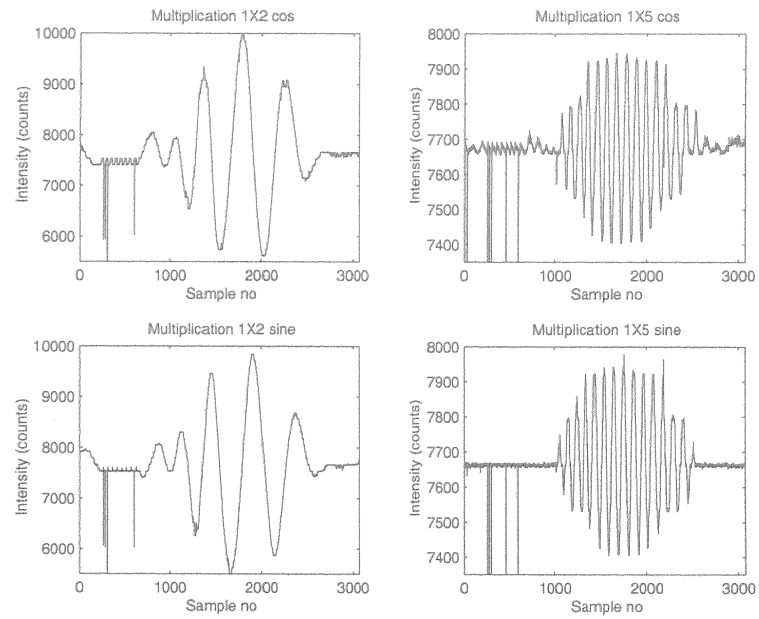 Multiplication 1X2 cos
10000
9000
8000
7000
6000
Intensity (counts)
0 1000 2000 3000
Sample no
Multiplication 1X5 cos
8000
7900
7800
7700
7600
7500
7400
Intensity (counts)
0 1000 2000 3000
Sample no
Multiplication 1X2 sine
10000
9000
8000
7000
6000
Intensity (counts)
0 1000 2000 3000
Sample no
Multiplication 1X5 sine
8000
7900
7800
7700
7600
7500
7400
Intensity (counts)
0 1000 2000 3000
Sample no